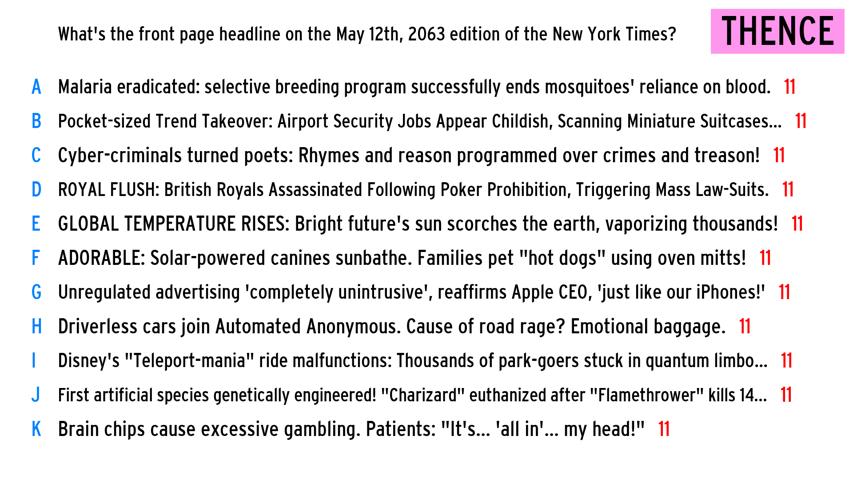 What's the front page headline on the May 12th, 2063 edition of the New York Times?
THENCE
A Malaria eradicated: selective breeding program successfully ends mosquitoes' reliance on blood. 11
B Pocket-sized Trend Takeover: Airport Security Jobs Appear Childish, Scanning Miniature Suitcases... 11
C Cyber-criminals turned poets: Rhymes and reason programmed over crimes and treason! 11
D ROYAL FLUSH: British Royals Assassinated Following Poker Prohibition, Triggering Mass Law-Suits. 11
E GLOBAL TEMPERATURE RISES: Bright future's sun scorches the earth, vaporizing thousands! 11
F ADORABLE: Solar-powered canines sunbathe. Families pet "hot dogs" using oven mitts! 11
G Unregulated advertising 'completely unintrusive', reaffirms Apple CEO, 'just like our iPhones!' 11
H Driverless cars join Automated Anonymous. Cause of road rage? Emotional baggage. 11
I Disney's "Teleport-mania" ride malfunctions: Thousands of park-goers stuck in quantum limbo... 11
J First artificial species genetically engineered! "Charizard" euthanized after "Flamethrower" kills 14... 11
K Brain chips cause excessive gambling. Patients: "It's... 'all in'... my head!" 11